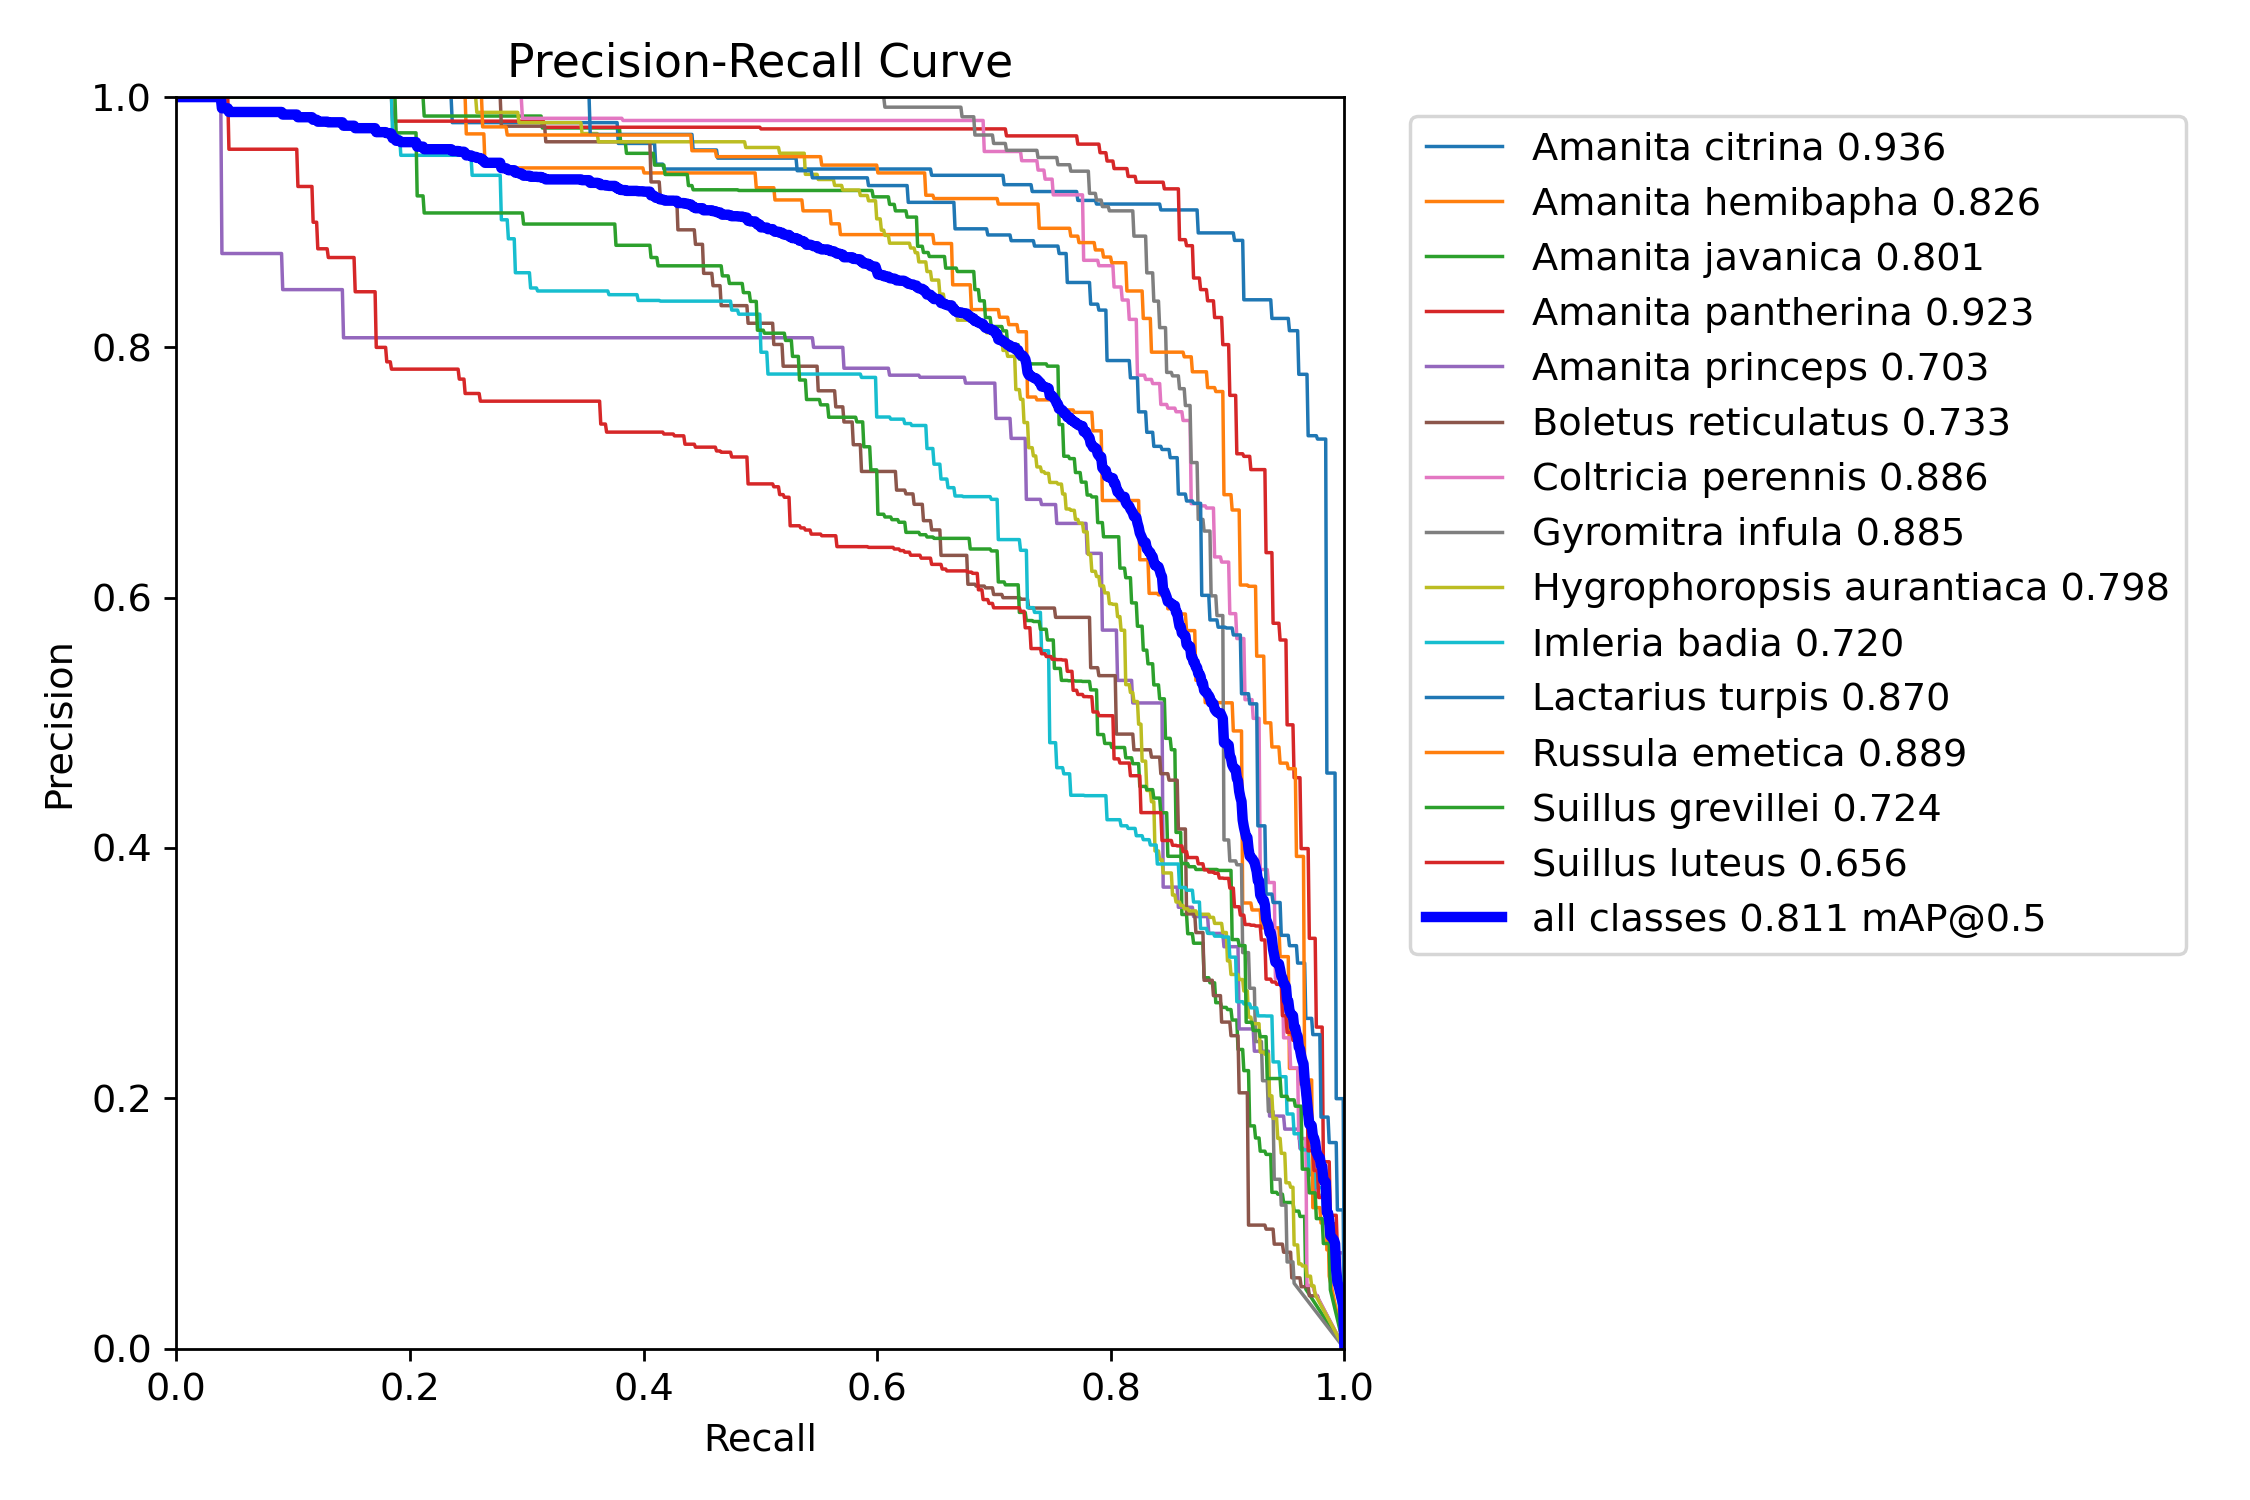 Precision-Recall Curve
1.0
0.8
0.6
0.4
0.2
0.0
Precision
0.0 0.2 0.4 0.6 0.8 1.0
Recall
Amanita citrina 0.936
Amanita hemibapha 0.826
Amanita javanica 0.801
Amanita pantherina 0.923
Amanita princeps 0.703
Boletus reticulatus 0.733
Coltricia perennis 0.886
Gyromitra infula 0.885
Hygrophoropsis aurantiaca 0.798
Imleria badia 0.720
Lactarius turpis 0.870
Russula emetica 0.889
Suillus grevillei 0.724
Suillus luteus 0.656
all classes 0.811 mAP@0.5